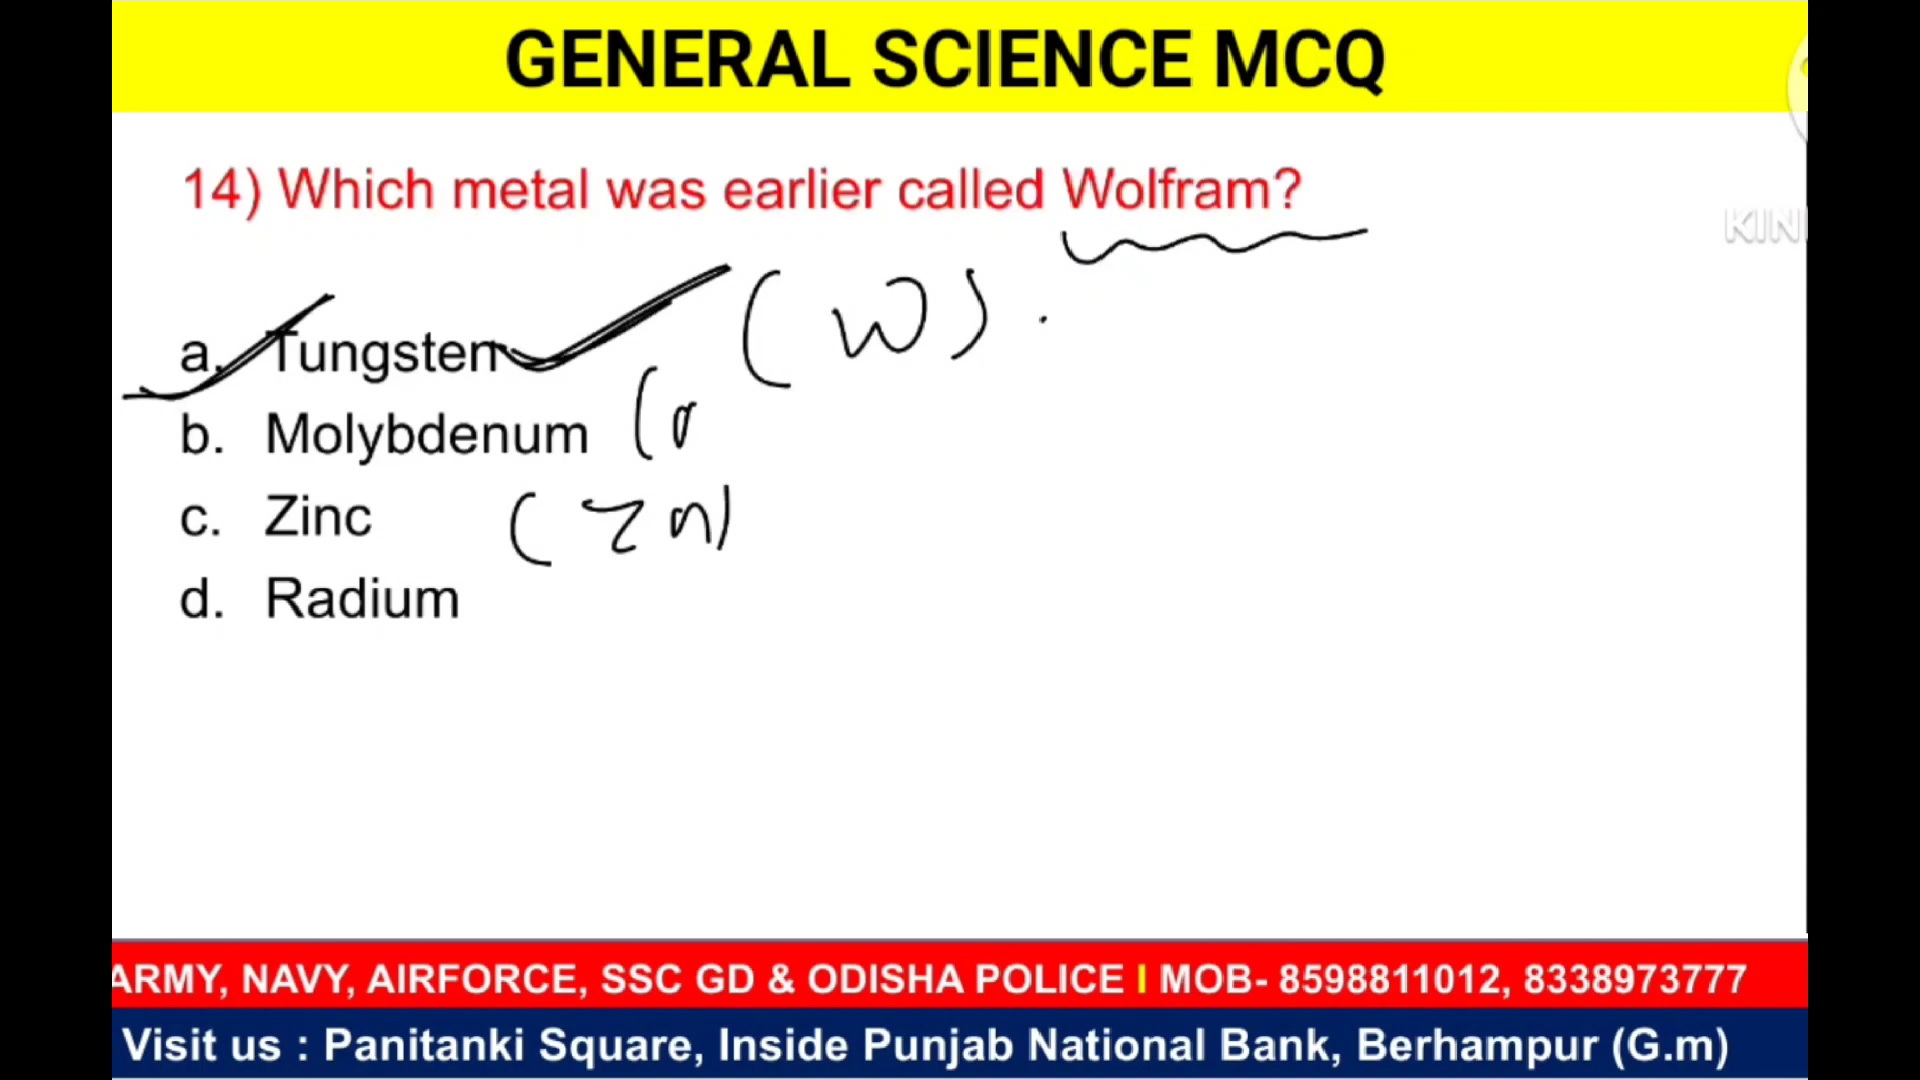 GENERAL SCIENCE MCQ
14) Which metal was earlier called Wolfram?
KIN
a. Tungsten (W).
b. Molybdenum (
c. Zinc (Zn)
d. Radium
ARMY, NAVY, AIRFORCE, SSC GD & ODISHA POLICE I MOB- 8598811012, 8338973777
Visit us : Panitanki Square, Inside Punjab National Bank, Berhampur (G.m)